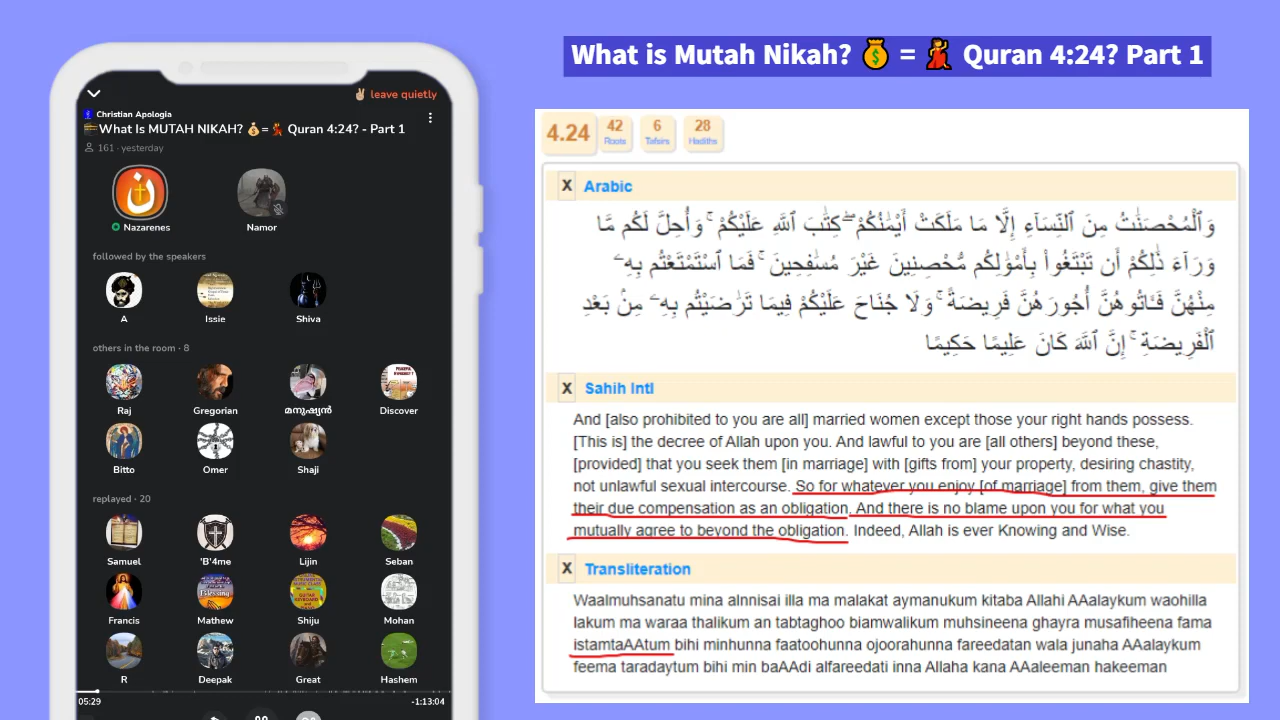 What is Mutah Nikah? 💰 = 💃 Quran 4:24? Part 1
✌🏼 leave quietly
Christian Apologia
What Is MUTAH NIKAH? 💰=💃 Quran 4:24? - Part 1
161 · yesterday
Nazarenes
Namor
followed by the speakers
A
Issie
Shiva
others in the room · 8
Raj
Gregorian
മനുഷ്യൻ
Discover
Bitto
Omer
Shaji
replayed · 20
Samuel
'B'4me
Lijin
Seban
Francis
Mathew
Shiju
Mohan
R
Deepak
Great
Hashem
05:29
-1:13:04
4.24
42
Roots
6
Tafsirs
28
Hadiths
X Arabic
وَٱلْمُحْصَنَٰتُ مِنَ ٱلنِّسَآءِ إِلَّا مَا مَلَكَتْ أَيْمَٰنُكُمْ ۖ كِتَٰبَ ٱللَّهِ عَلَيْكُمْ ۚ وَأُحِلَّ لَكُم مَّا
وَرَآءَ ذَٰلِكُمْ أَن تَبْتَغُوا۟ بِأَمْوَٰلِكُم مُّحْصِنِينَ غَيْرَ مُسَٰفِحِينَ ۚ فَمَا ٱسْتَمْتَعْتُم بِهِۦ
مِنْهُنَّ فَـَٔاتُوهُنَّ أُجُورَهُنَّ فَرِيضَةً ۚ وَلَا جُنَاحَ عَلَيْكُمْ فِيمَا تَرَٰضَيْتُم بِهِۦ مِنۢ بَعْدِ
ٱلْفَرِيضَةِ ۚ إِنَّ ٱللَّهَ كَانَ عَلِيمًا حَكِيمًا
X Sahih Intl
And [also prohibited to you are all] married women except those your right hands possess.
[This is] the decree of Allah upon you. And lawful to you are [all others] beyond these,
[provided] that you seek them [in marriage] with [gifts from] your property, desiring chastity,
not unlawful sexual intercourse. So for whatever you enjoy [of marriage] from them, give them
their due compensation as an obligation. And there is no blame upon you for what you
mutually agree to beyond the obligation. Indeed, Allah is ever Knowing and Wise.
X Transliteration
Waalmuhsanatu mina alnnisai illa ma malakat aymanukum kitaba Allahi AAalaykum waohilla
lakum ma waraa thalikum an tabtaghoo biamwalikum muhsineena ghayra musafiheena fama
istamtaAAtum bihi minhunna faatoohunna ojoorahunna fareedatan wala junaha AAalaykum
feema taradaytum bihi min baAAdi alfareedati inna Allaha kana AAaleeman hakeeman